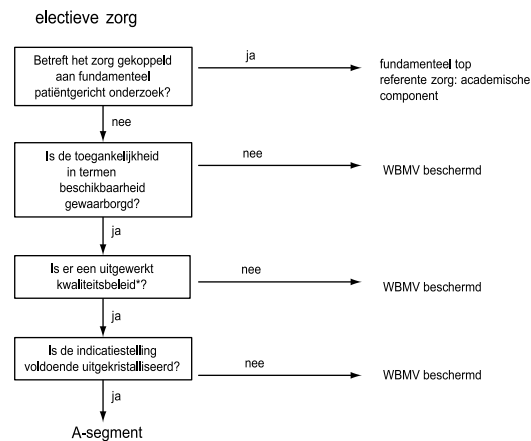 electieve zorg
Betreft het zorg gekoppeld
aan fundamenteel
patiëntgericht onderzoek?
ja
fundamenteel top
referente zorg: academische
component
nee
Is de toegankelijkheid
in termen
beschikbaarheid
gewaarborgd?
nee
WBMV beschermd
ja
Is er een uitgewerkt
kwaliteitsbeleid*?
nee
WBMV beschermd
ja
Is de indicatiestelling
voldoende uitgekristalliseerd?
nee
WBMV beschermd
ja
A-segment